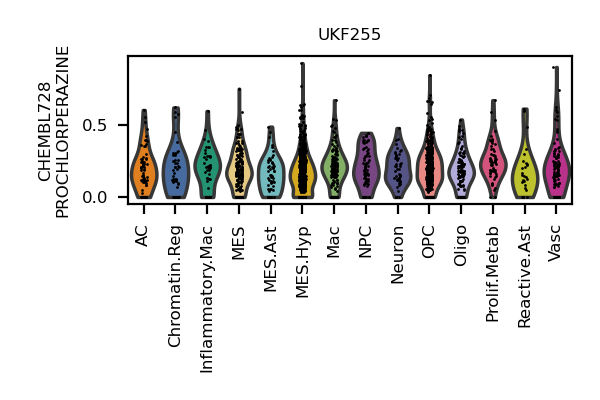 UKF255
CHEMBL728
PROCHLORPERAZINE
0.5
0.0
AC
Chromatin.Reg
Inflammatory.Mac
MES
MES.Ast
MES.Hyp
Mac
NPC
Neuron
OPC
Oligo
Prolif.Metab
Reactive.Ast
Vasc